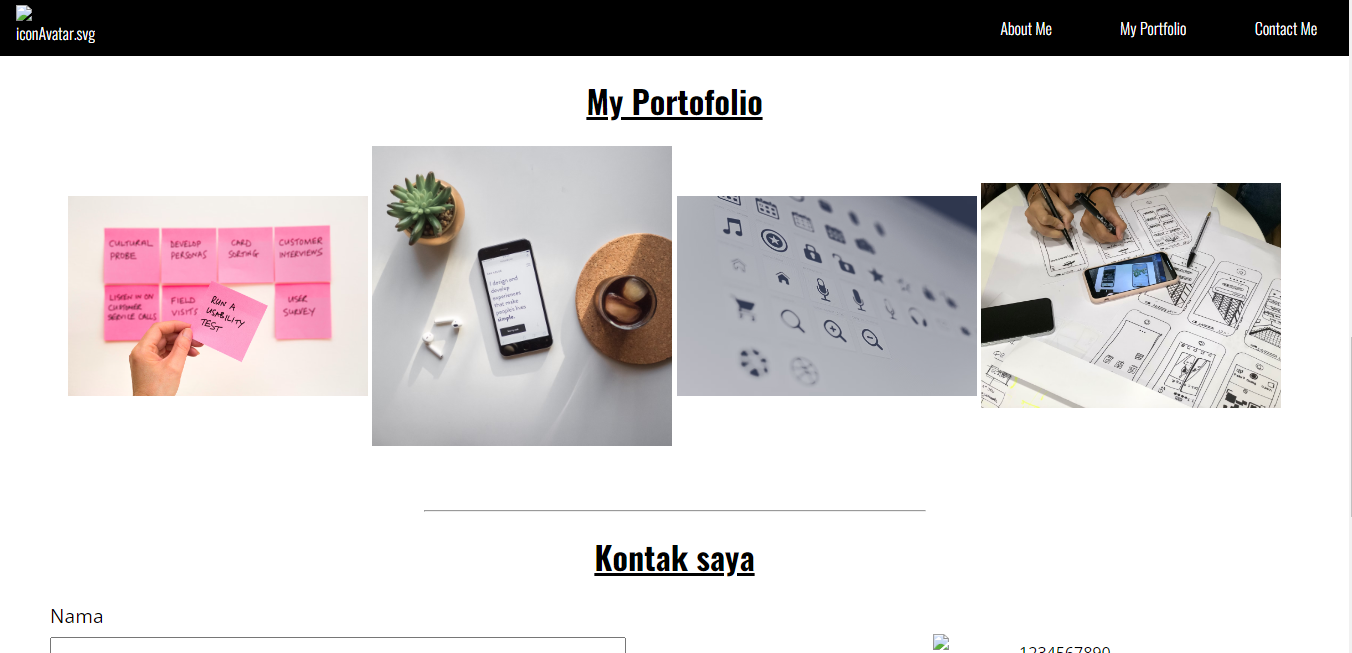 iconAvatar.svg
About Me
My Portfolio
Contact Me
My Portofolio
CULTURAL
PROBE
DEVELOP
PERSONAS
CARD
SORTING
CUSTOMER
INTERVIEWS
LISTEN IN ON
CUSTOMER
SERVICE CALLS
FIELD
VISITS
RUN A
USABILITY
TEST
USER
SURVEY
I design and
develop
experiences
that make
people's lives
simple.
Kontak saya
Nama
1234567890